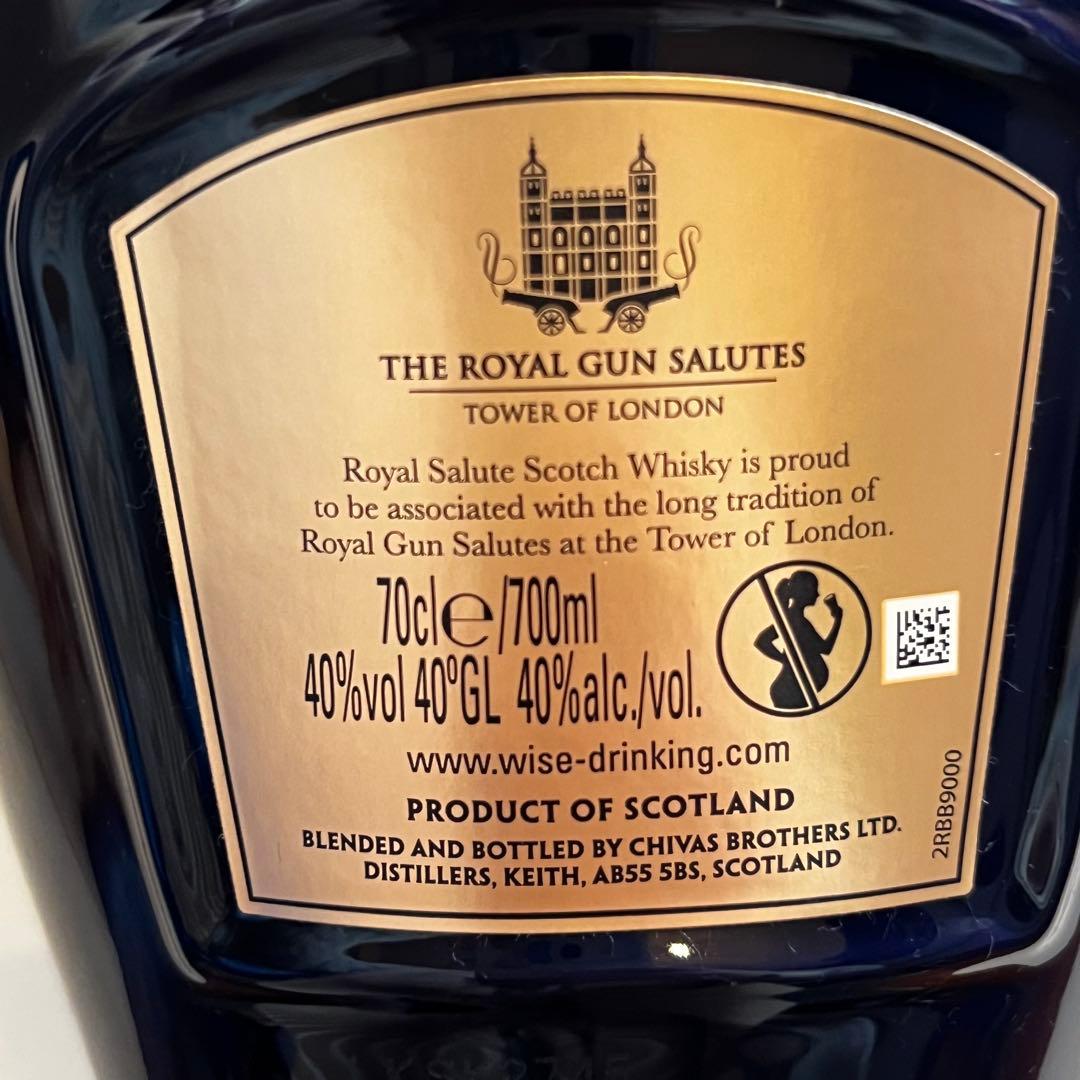 THE ROYAL GUN SALUTES
TOWER OF LONDON
Royal Salute Scotch Whisky is proud
to be associated with the long tradition of
Royal Gun Salutes at the Tower of London.
70cl℮/700ml
40%vol 40ºGL 40%alc./vol.
www.wise-drinking.com
PRODUCT OF SCOTLAND
BLENDED AND BOTTLED BY CHIVAS BROTHERS LTD.
DISTILLERS, KEITH, AB55 5BS, SCOTLAND
2RBB9000